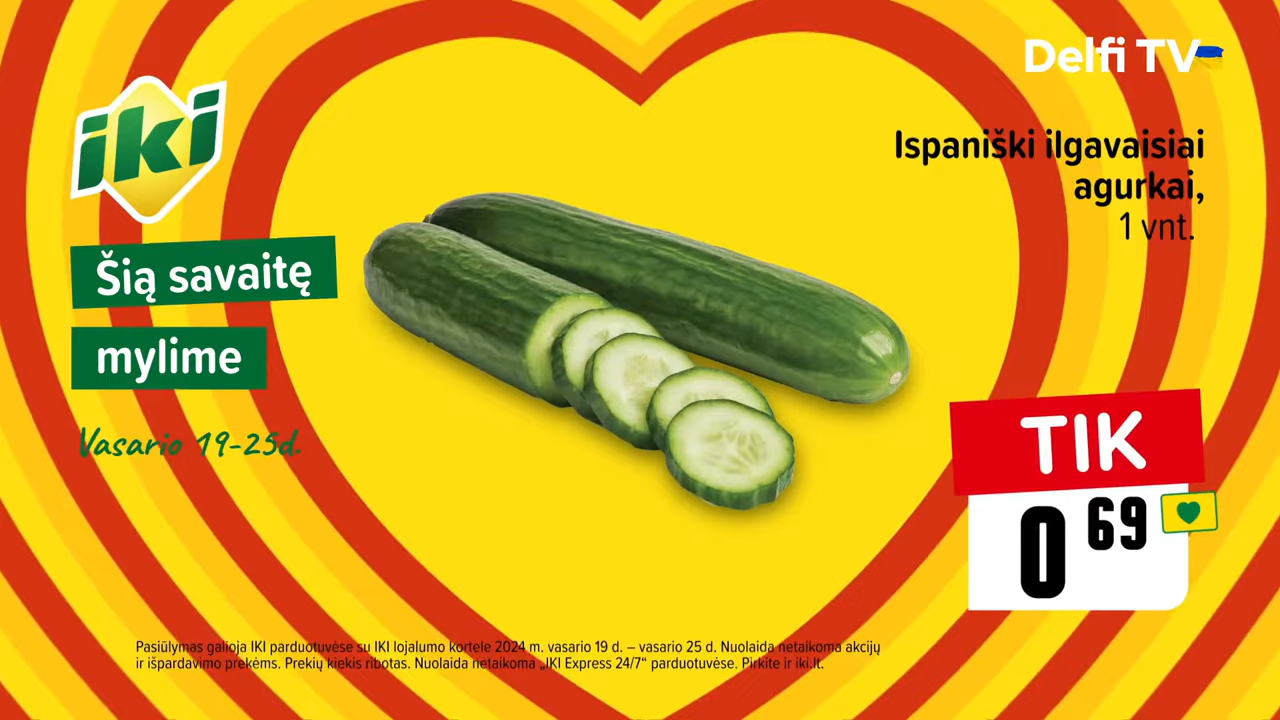 Delfi TV
iki
Šią savaitę
mylime
Vasario 19-25d.
Ispaniški ilgavaisiai
agurkai,
1 vnt.
TIK
0 69
Pasiūlymas galioja IKI parduotuvėse su IKI lojalumo kortele 2024 m. vasario 19 d. – vasario 25 d. Nuolaida netaikoma akcijų
ir išpardavimo prekėms. Prekių kiekis ribotas. Nuolaida netaikoma „IKI Express 24/7“ parduotuvėse. Pirkite ir iki.lt.